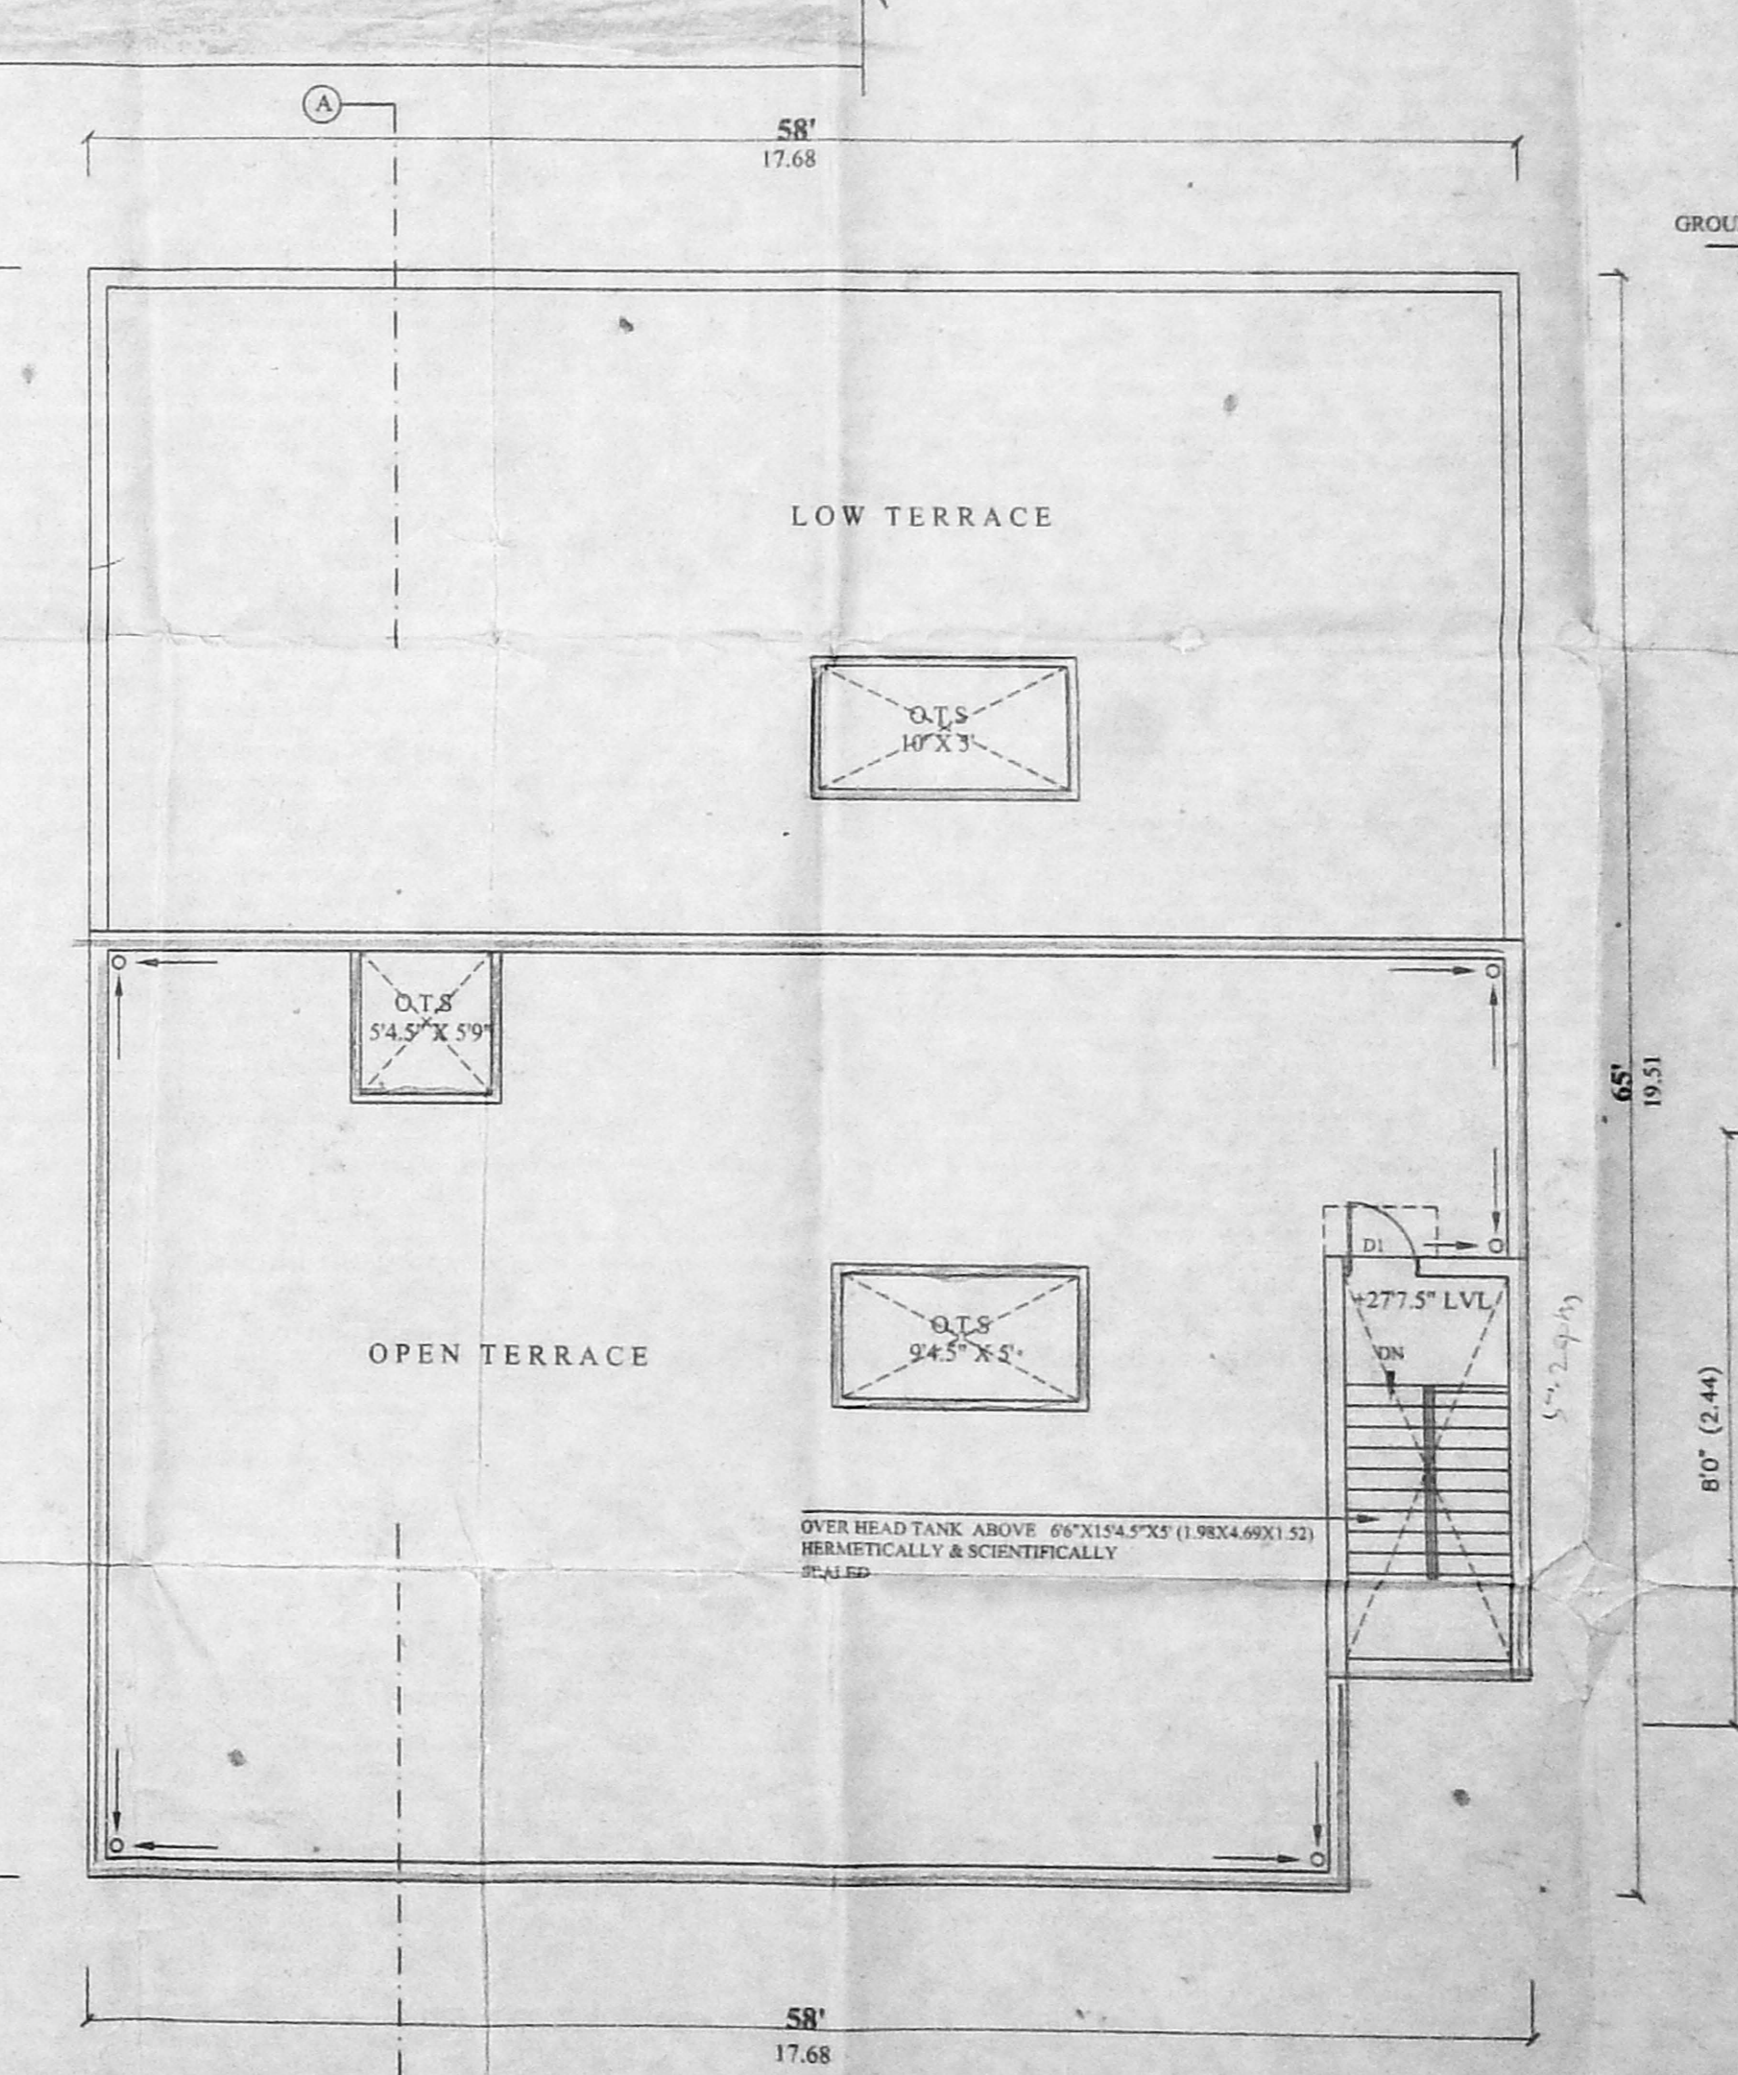 A
58'
17.68
GROU
LOW TERRACE
O.T.S
10' X 5'
O.T.S
5'4.5" X 5'9"
65'
19.51
D1
+27'7.5" LVL
O.T.S
9'4.5" X 5'
OPEN TERRACE
DN
8'0" (2.44)
OVER HEAD TANK ABOVE 6'6"X15'4.5"X5' (1.98X4.69X1.52)
HERMETICALLY & SCIENTIFICALLY
SEALED
58'
17.68